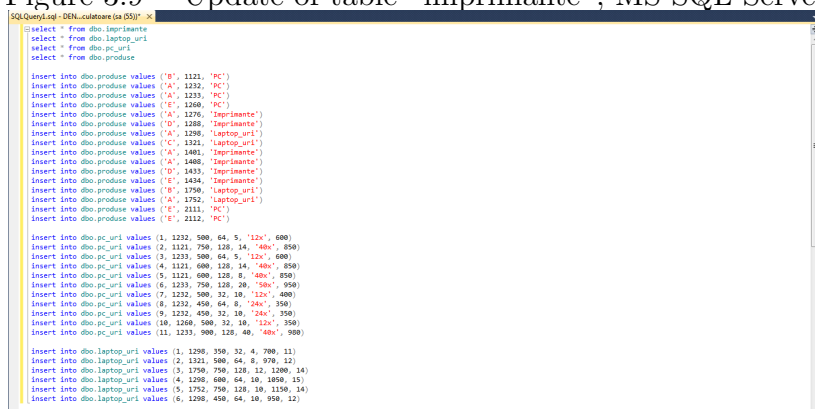 Figure 3.9 – Update of table "Imprimante", MS SQL Serve
SQLQuery1.sql - DEN...culatoare (sa (55))* ×
select * from dbo.imprimante
select * from dbo.laptop_uri
select * from dbo.pc_uri
select * from dbo.produse
insert into dbo.produse values ('B', 1121, 'PC')
insert into dbo.produse values ('A', 1232, 'PC')
insert into dbo.produse values ('A', 1233, 'PC')
insert into dbo.produse values ('E', 1260, 'PC')
insert into dbo.produse values ('A', 1276, 'Imprimante')
insert into dbo.produse values ('D', 1288, 'Imprimante')
insert into dbo.produse values ('A', 1298, 'Laptop_uri')
insert into dbo.produse values ('C', 1321, 'Laptop_uri')
insert into dbo.produse values ('A', 1401, 'Imprimante')
insert into dbo.produse values ('A', 1408, 'Imprimante')
insert into dbo.produse values ('D', 1433, 'Imprimante')
insert into dbo.produse values ('E', 1434, 'Imprimante')
insert into dbo.produse values ('B', 1750, 'Laptop_uri')
insert into dbo.produse values ('A', 1752, 'Laptop_uri')
insert into dbo.produse values ('E', 2111, 'PC')
insert into dbo.produse values ('E', 2112, 'PC')
insert into dbo.pc_uri values (1, 1232, 500, 64, 5, '12x', 600)
insert into dbo.pc_uri values (2, 1121, 750, 128, 14, '40x', 850)
insert into dbo.pc_uri values (3, 1233, 500, 64, 5, '12x', 600)
insert into dbo.pc_uri values (4, 1121, 600, 128, 14, '40x', 850)
insert into dbo.pc_uri values (5, 1121, 600, 128, 8, '40x', 850)
insert into dbo.pc_uri values (6, 1233, 750, 128, 20, '50x', 950)
insert into dbo.pc_uri values (7, 1232, 500, 32, 10, '12x', 400)
insert into dbo.pc_uri values (8, 1232, 450, 64, 8, '24x', 350)
insert into dbo.pc_uri values (9, 1232, 450, 32, 10, '24x', 350)
insert into dbo.pc_uri values (10, 1260, 500, 32, 10, '12x', 350)
insert into dbo.pc_uri values (11, 1233, 900, 128, 40, '40x', 980)
insert into dbo.laptop_uri values (1, 1298, 350, 32, 4, 700, 11)
insert into dbo.laptop_uri values (2, 1321, 500, 64, 8, 970, 12)
insert into dbo.laptop_uri values (3, 1750, 750, 128, 12, 1200, 14)
insert into dbo.laptop_uri values (4, 1298, 600, 64, 10, 1050, 15)
insert into dbo.laptop_uri values (5, 1752, 750, 128, 10, 1150, 14)
insert into dbo.laptop_uri values (6, 1298, 450, 64, 10, 950, 12)